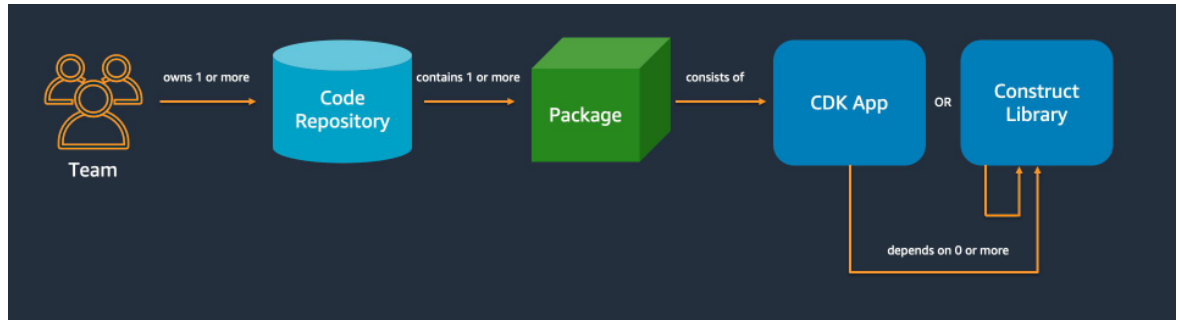 Team
owns 1 or more
Code
Repository
contains 1 or more
Package
consists of
CDK App
OR
Construct
Library
depends on 0 or more